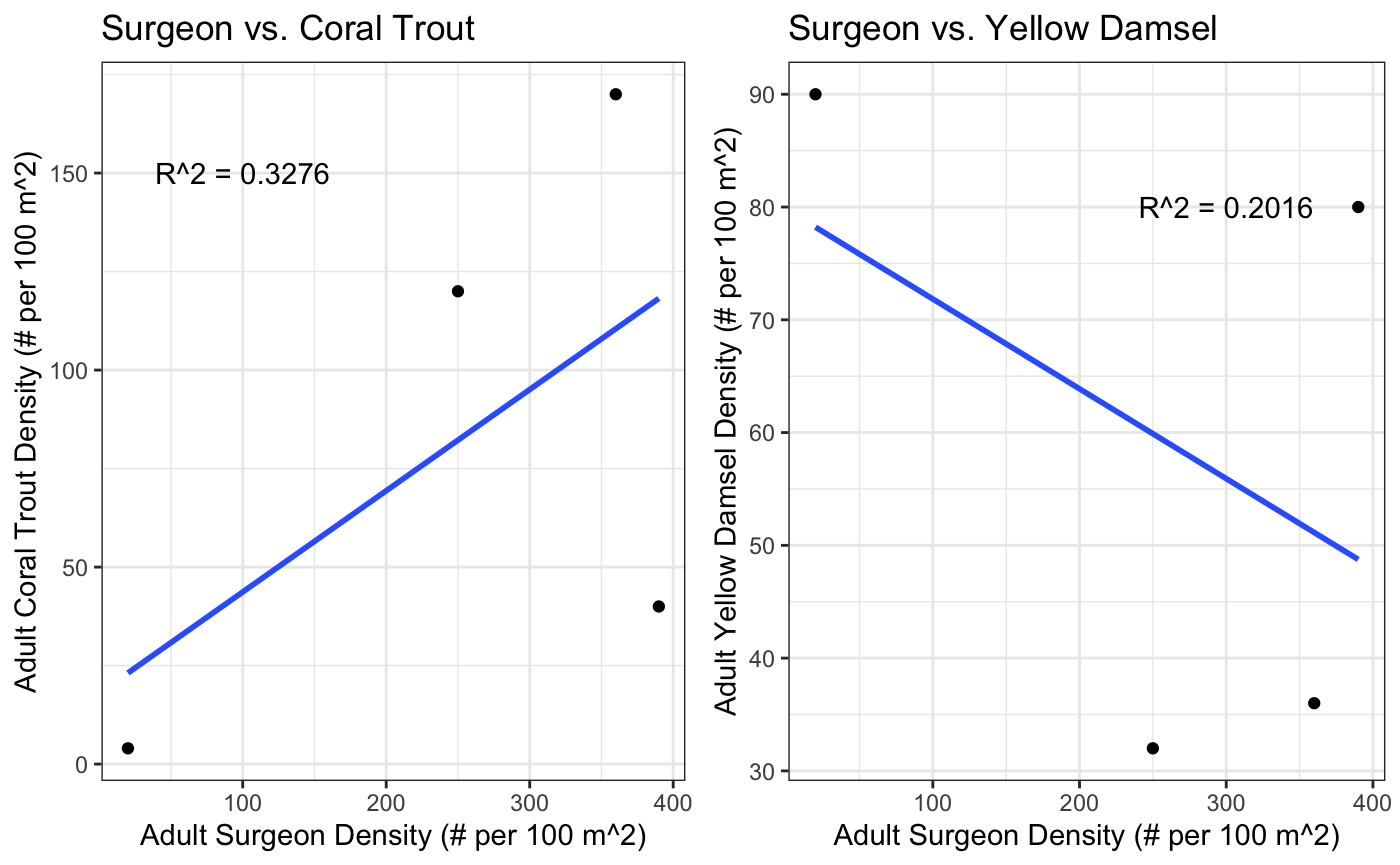 Surgeon vs. Coral Trout
Adult Coral Trout Density (# per 100 m^2)
150
100
50
0
R^2 = 0.3276
100 200 300 400
Adult Surgeon Density (# per 100 m^2)
Surgeon vs. Yellow Damsel
Adult Yellow Damsel Density (# per 100 m^2)
90
80
70
60
50
40
30
R^2 = 0.2016
100 200 300 400
Adult Surgeon Density (# per 100 m^2)